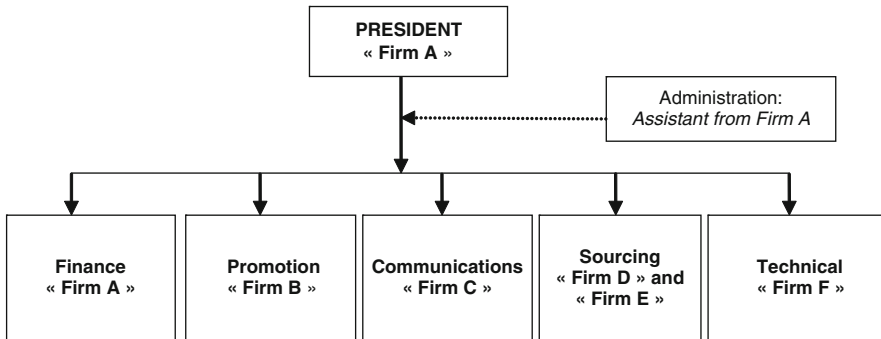 PRESIDENT
« Firm A »
Administration:
Assistant from Firm A
Finance
« Firm A »
Promotion
« Firm B »
Communications
« Firm C »
Sourcing
« Firm D » and
« Firm E »
Technical
« Firm F »